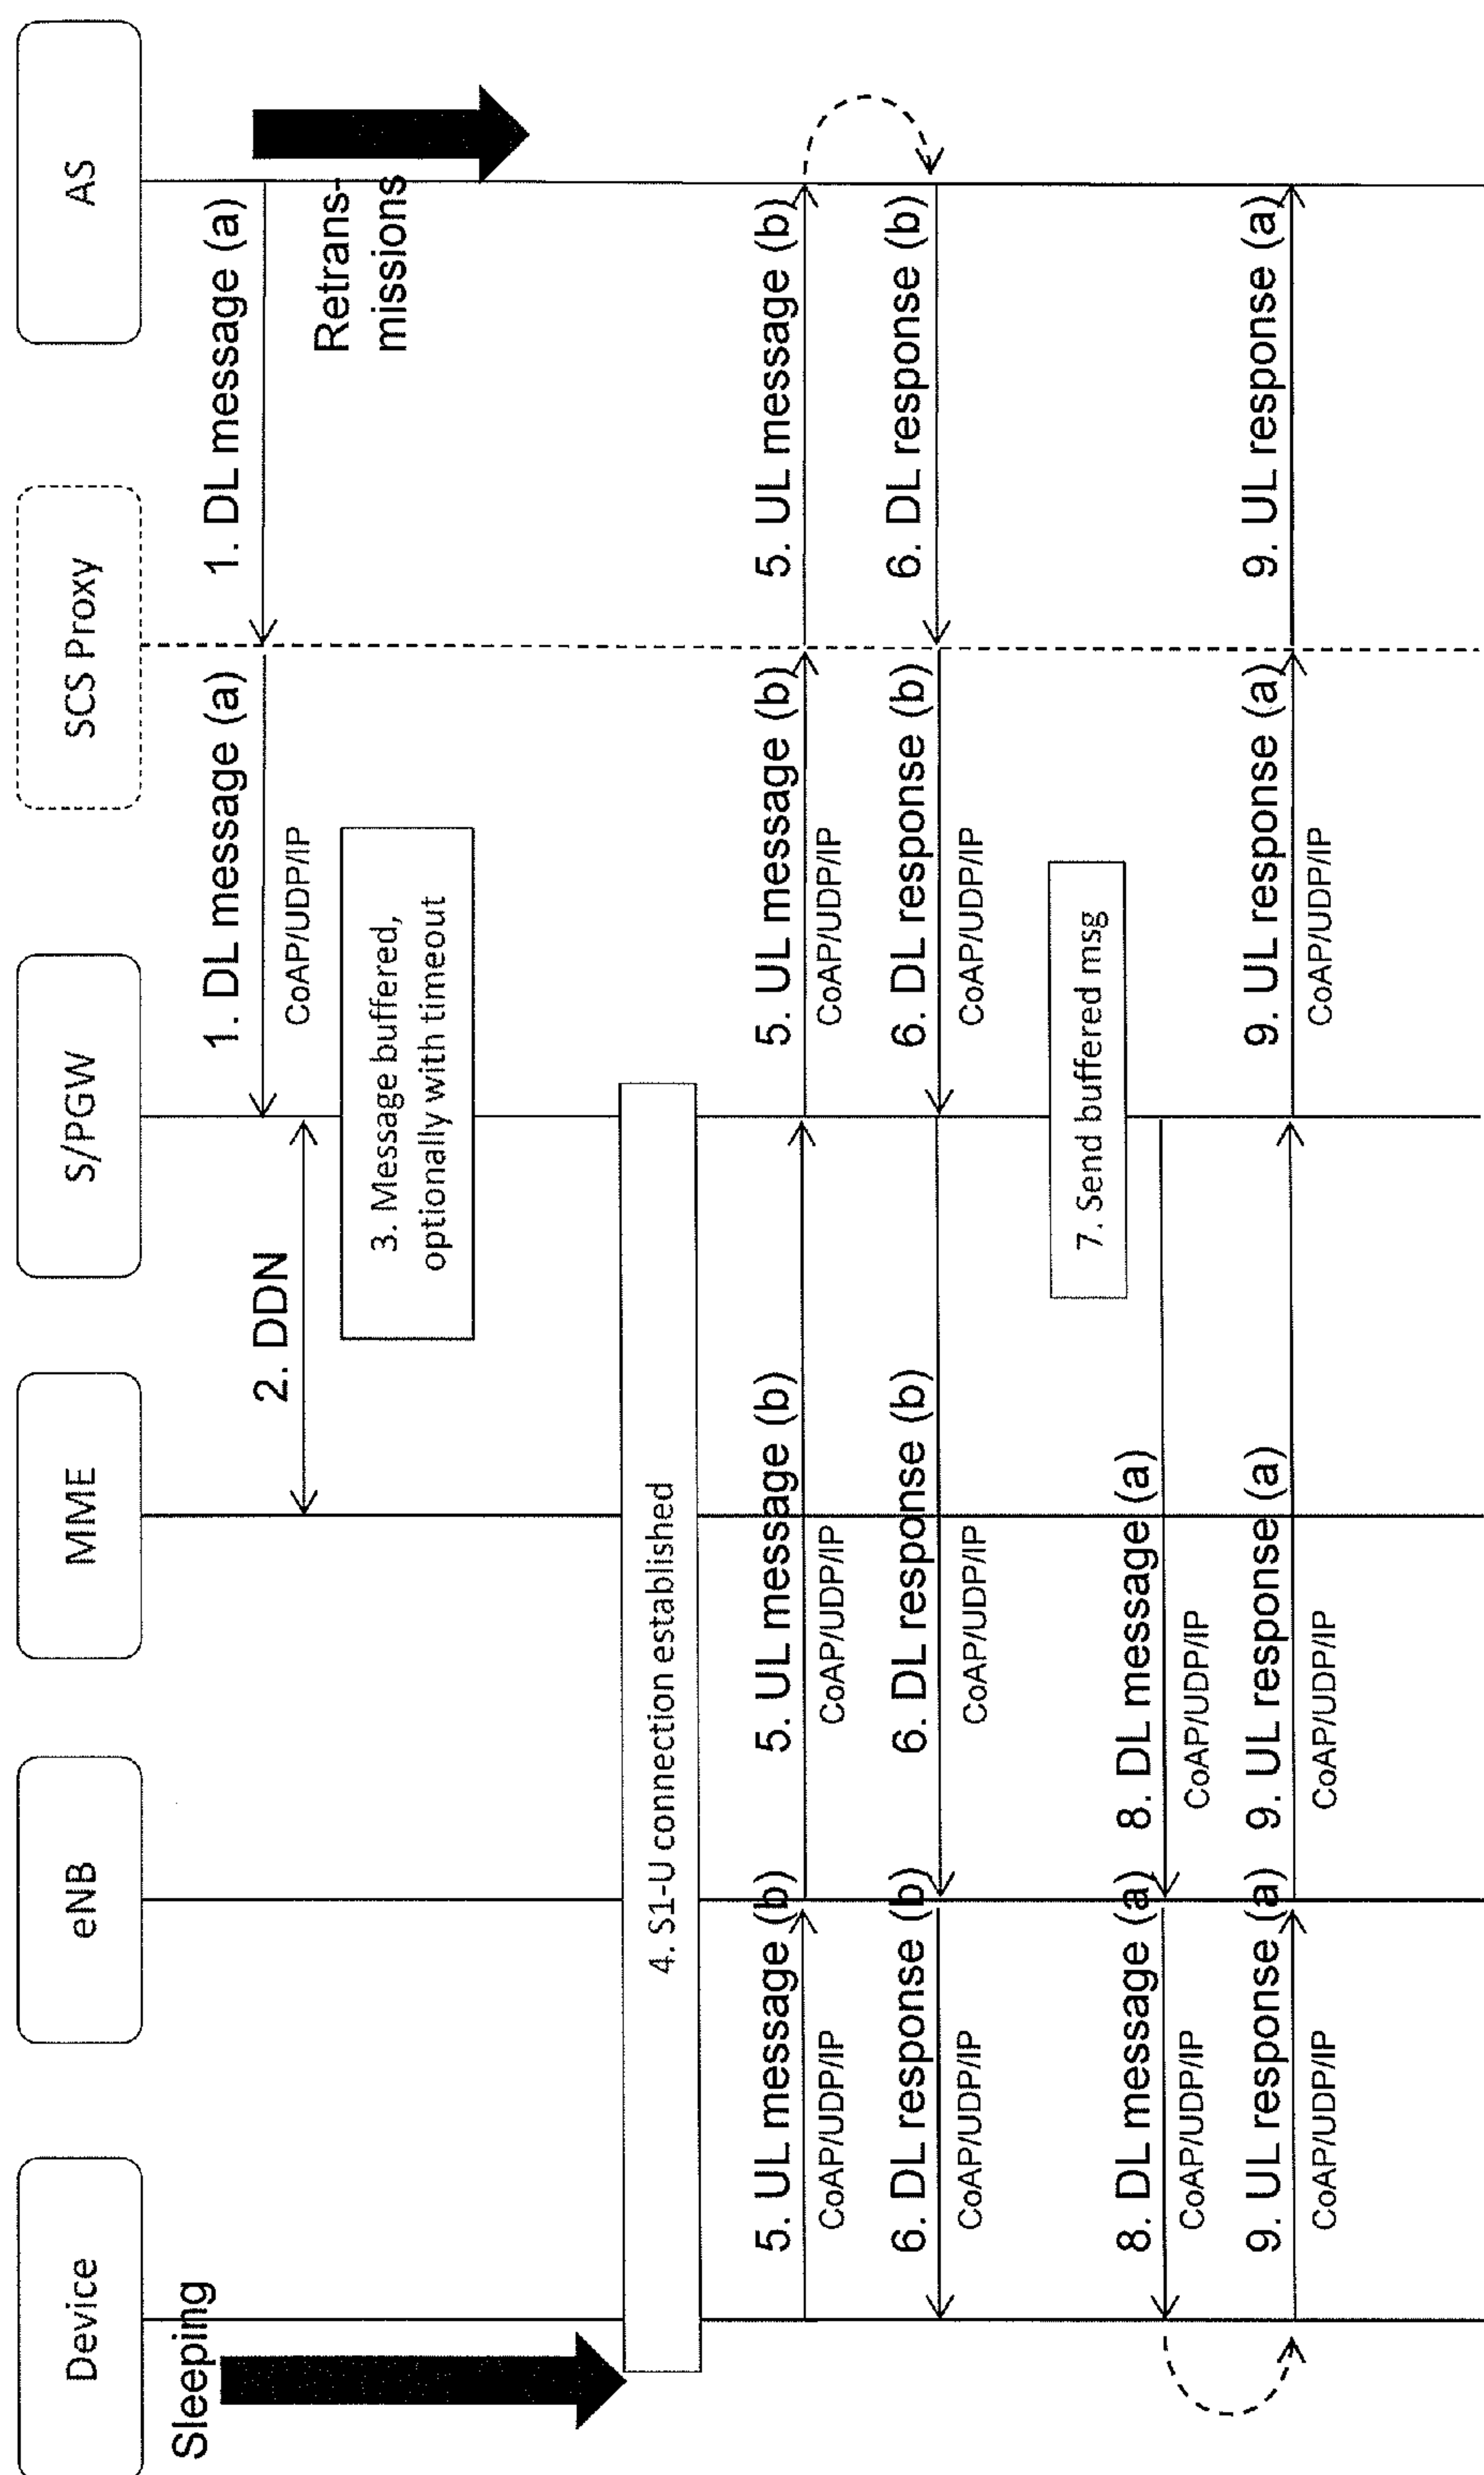 Device
eNB
MME
S/PGW
SCS Proxy
AS
Sleeping
1. DL message (a)
1. DL message (a)
CoAP/UDP/IP
2. DDN
Retrans-
missions
3. Message buffered,
optionally with timeout
4. S1-U connection established
5. UL message (b)
5. UL message (b)
5. UL message (b)
5. UL message (b)
CoAP/UDP/IP
CoAP/UDP/IP
CoAP/UDP/IP
6. DL response (b)
6. DL response (b)
6. DL response (b)
6. DL response (b)
CoAP/UDP/IP
CoAP/UDP/IP
CoAP/UDP/IP
7. Send buffered msg
8. DL message (a)
8. DL message (a)
CoAP/UDP/IP
CoAP/UDP/IP
9. UL response (a)
9. UL response (a)
9. UL response (a)
9. UL response (a)
CoAP/UDP/IP
CoAP/UDP/IP
CoAP/UDP/IP